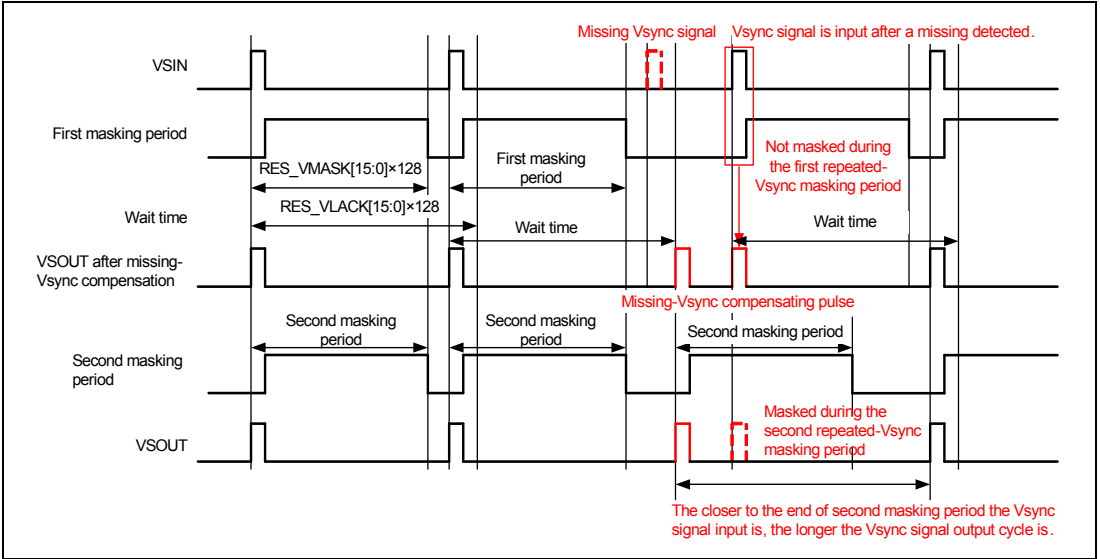 Missing Vsync signal
Vsync signal is input after a missing detected.
VSIN
First masking period
RES_VMASK[15:0]×128
First masking
period
Not masked during
the first repeated-
Vsync masking period
RES_VLACK[15:0]×128
Wait time
Wait time
Wait time
VSOUT after missing-
Vsync compensation
Missing-Vsync compensating pulse
Second masking
period
Second masking
period
Second masking period
Second masking
period
Masked during the
second repeated-Vsync
masking period
VSOUT
The closer to the end of second masking period the Vsync
signal input is, the longer the Vsync signal output cycle is.